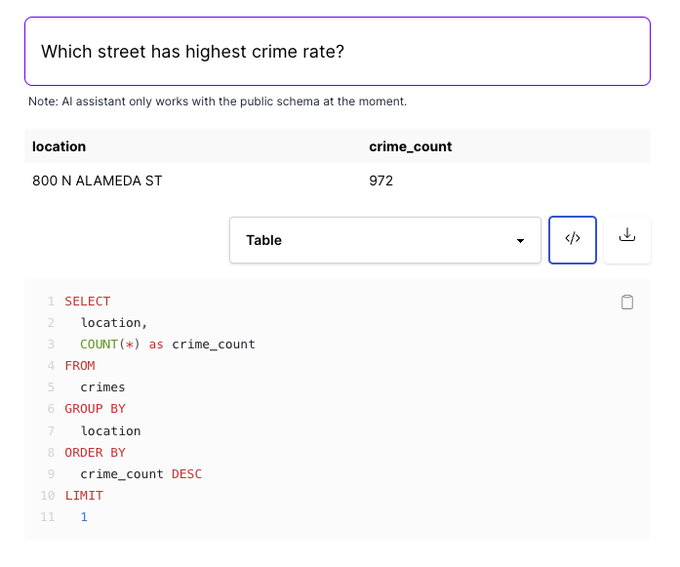 Which street has highest crime rate?
Note: AI assistant only works with the public schema at the moment.
location crime_count
800 N ALAMEDA ST 972
Table </>
1 SELECT
2 location,
3 COUNT(*) as crime_count
4 FROM
5 crimes
6 GROUP BY
7 location
8 ORDER BY
9 crime_count DESC
10 LIMIT
11 1